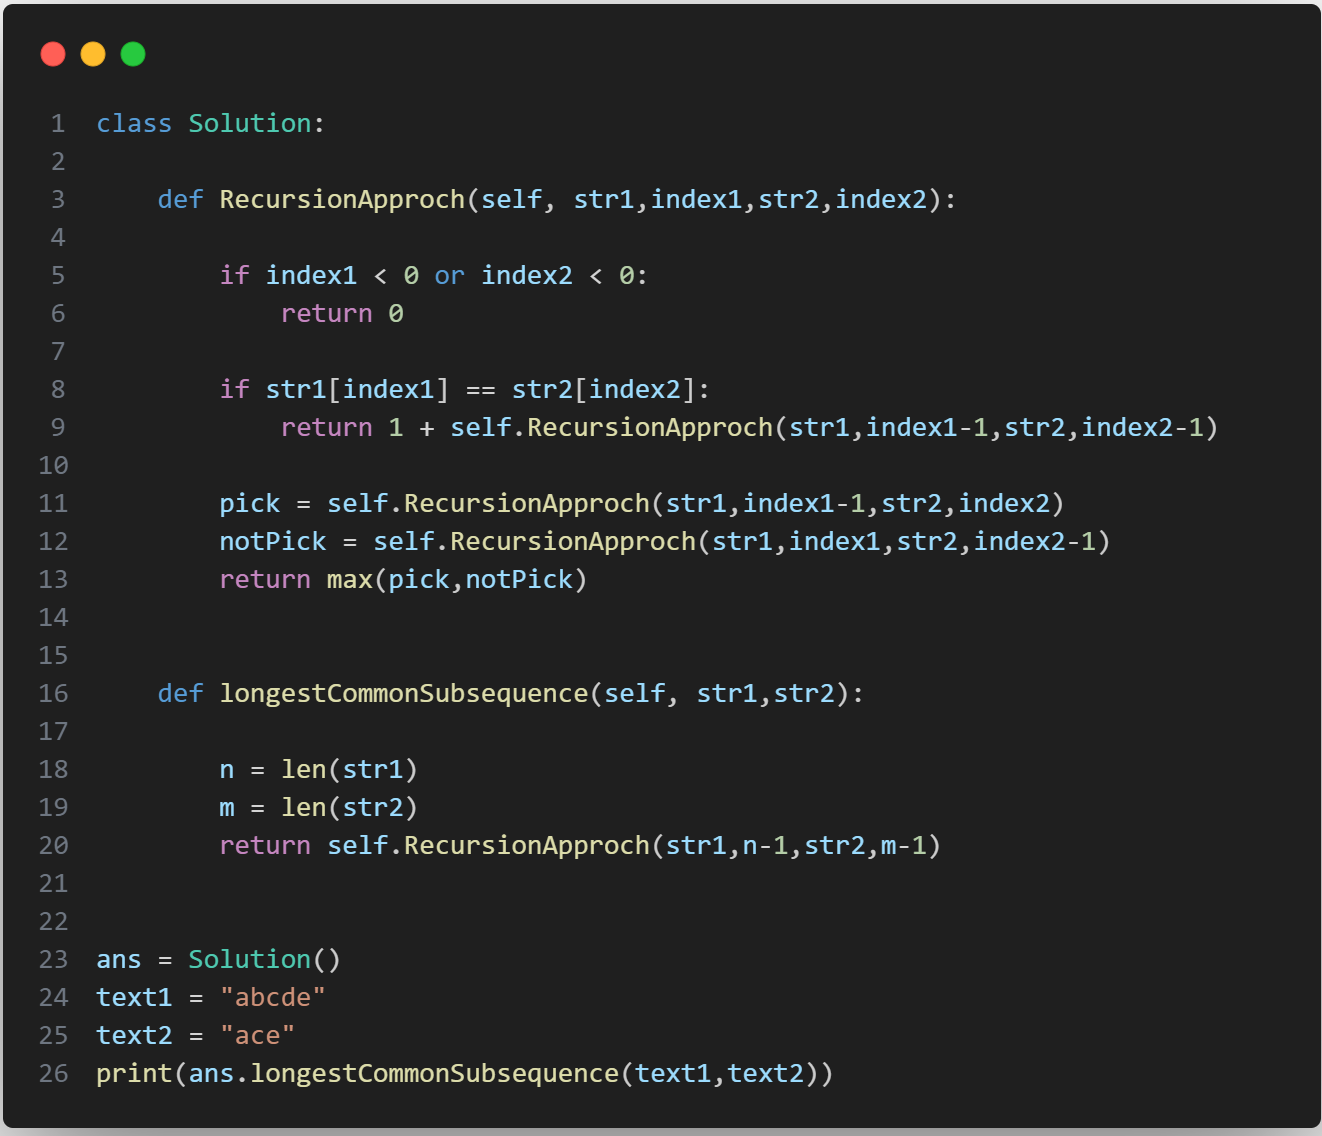 1 class Solution:
2
3     def RecursionApproch(self, str1,index1,str2,index2):
4
5         if index1 < 0 or index2 < 0:
6             return 0
7
8         if str1[index1] == str2[index2]:
9             return 1 + self.RecursionApproch(str1,index1-1,str2,index2-1)
10
11         pick = self.RecursionApproch(str1,index1-1,str2,index2)
12         notPick = self.RecursionApproch(str1,index1,str2,index2-1)
13         return max(pick,notPick)
14
15
16     def longestCommonSubsequence(self, str1,str2):
17
18         n = len(str1)
19         m = len(str2)
20         return self.RecursionApproch(str1,n-1,str2,m-1)
21
22
23 ans = Solution()
24 text1 = "abcde"
25 text2 = "ace"
26 print(ans.longestCommonSubsequence(text1,text2))